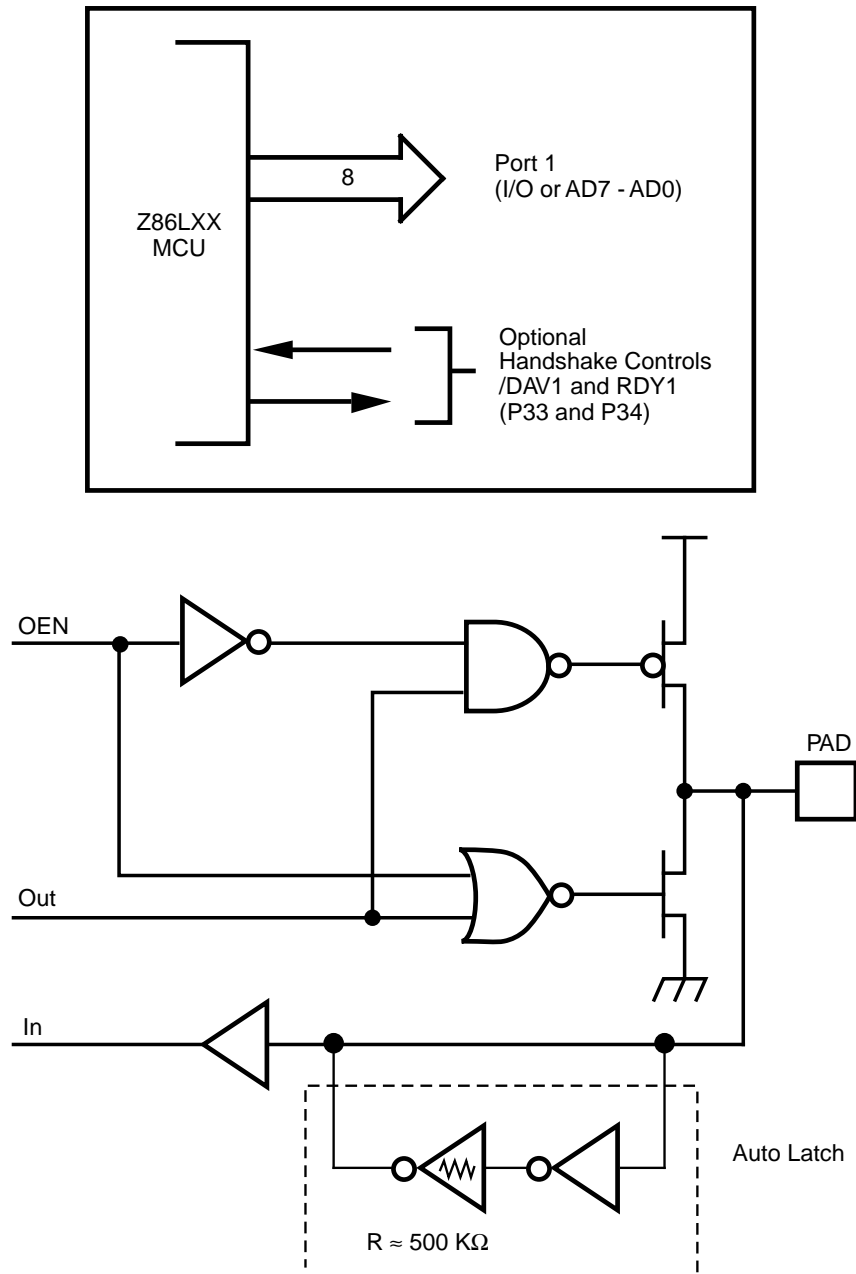 Z86LXX
MCU
8
Port 1
(I/O or AD7 - AD0)
Optional
Handshake Controls
/DAV1 and RDY1
(P33 and P34)
OEN
PAD
Out
In
Auto Latch
R ≈ 500 KΩ